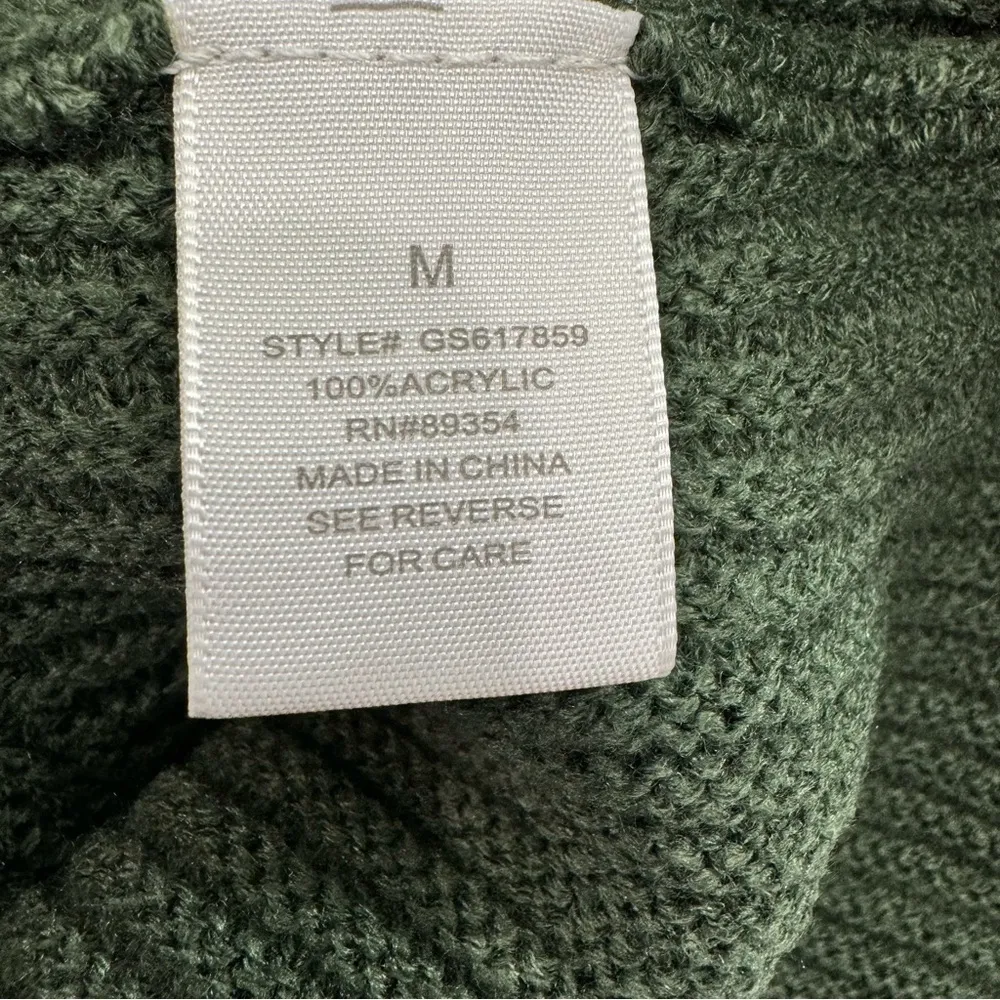 M
STYLE# GS617859
100%ACRYLIC
RN#89354
MADE IN CHINA
SEE REVERSE
FOR CARE